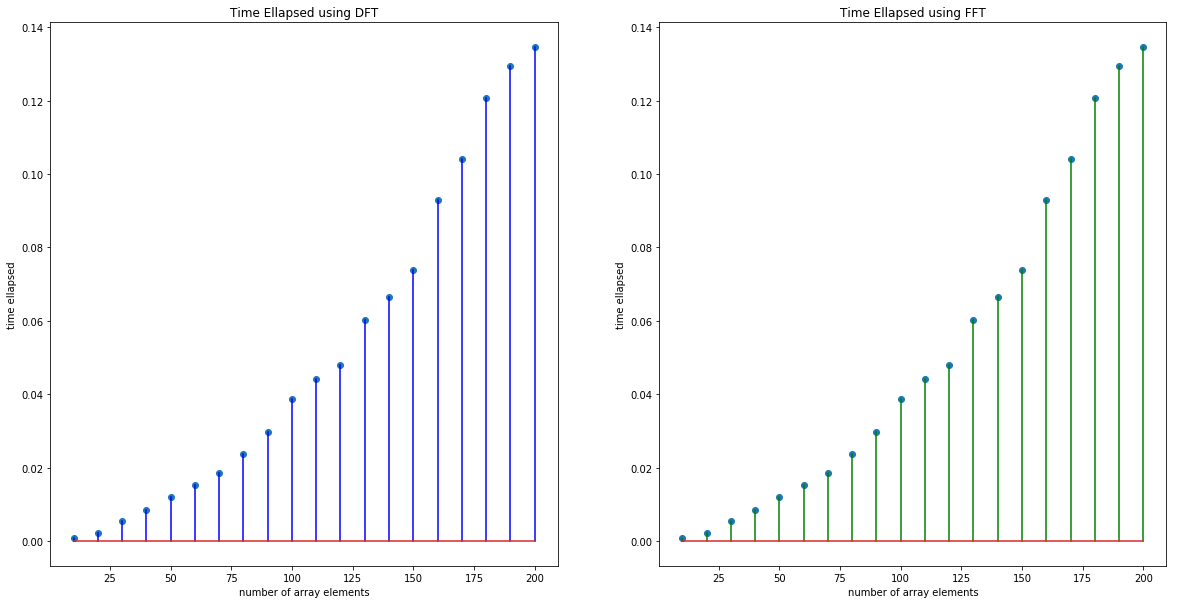 Time Ellapsed using DFT
0.14
0.12
0.10
0.08
0.06
0.04
0.02
0.00
time ellapsed
25 50 75 100 125 150 175 200
number of array elements
Time Ellapsed using FFT
0.14
0.12
0.10
0.08
0.06
0.04
0.02
0.00
time ellapsed
25 50 75 100 125 150 175 200
number of array elements